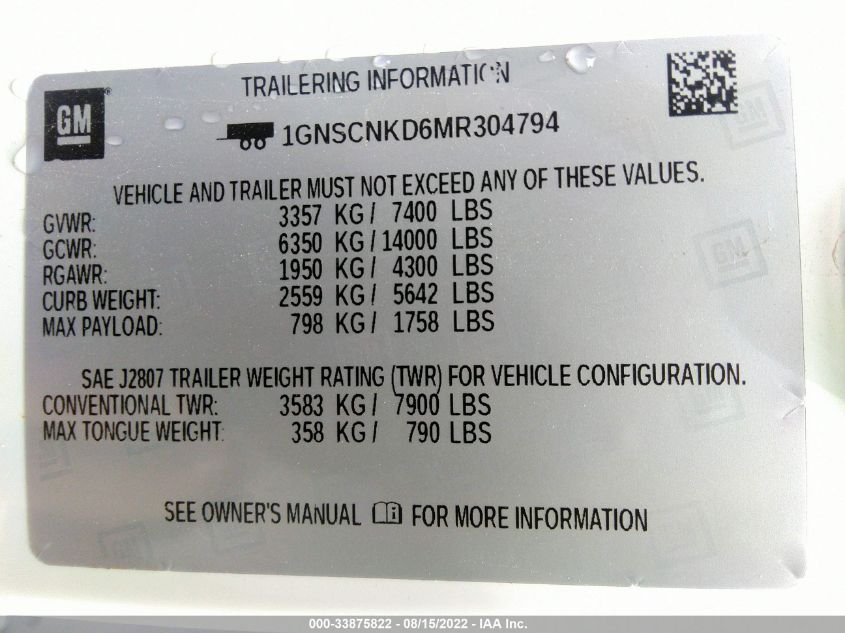 TRAILERING INFORMATION
GM
1GNSCNKD6MR304794
VEHICLE AND TRAILER MUST NOT EXCEED ANY OF THESE VALUES.
GVWR: 3357 KG / 7400 LBS
GCWR: 6350 KG / 14000 LBS
RGAWR: 1950 KG / 4300 LBS
CURB WEIGHT: 2559 KG / 5642 LBS
MAX PAYLOAD: 798 KG / 1758 LBS
SAE J2807 TRAILER WEIGHT RATING (TWR) FOR VEHICLE CONFIGURATION.
CONVENTIONAL TWR: 3583 KG / 7900 LBS
MAX TONGUE WEIGHT: 358 KG / 790 LBS
SEE OWNER'S MANUAL i FOR MORE INFORMATION
000-33875822 - 08/15/2022 - IAA Inc.